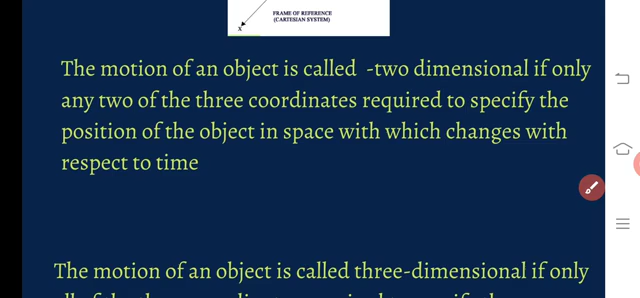 FRAME OF REFERENCE
(CARTESIAN SYSTEM)
X
The motion of an object is called -two dimensional if only
any two of the three coordinates required to specify the
position of the object in space with which changes with
respect to time
The motion of an object is called three-dimensional if only